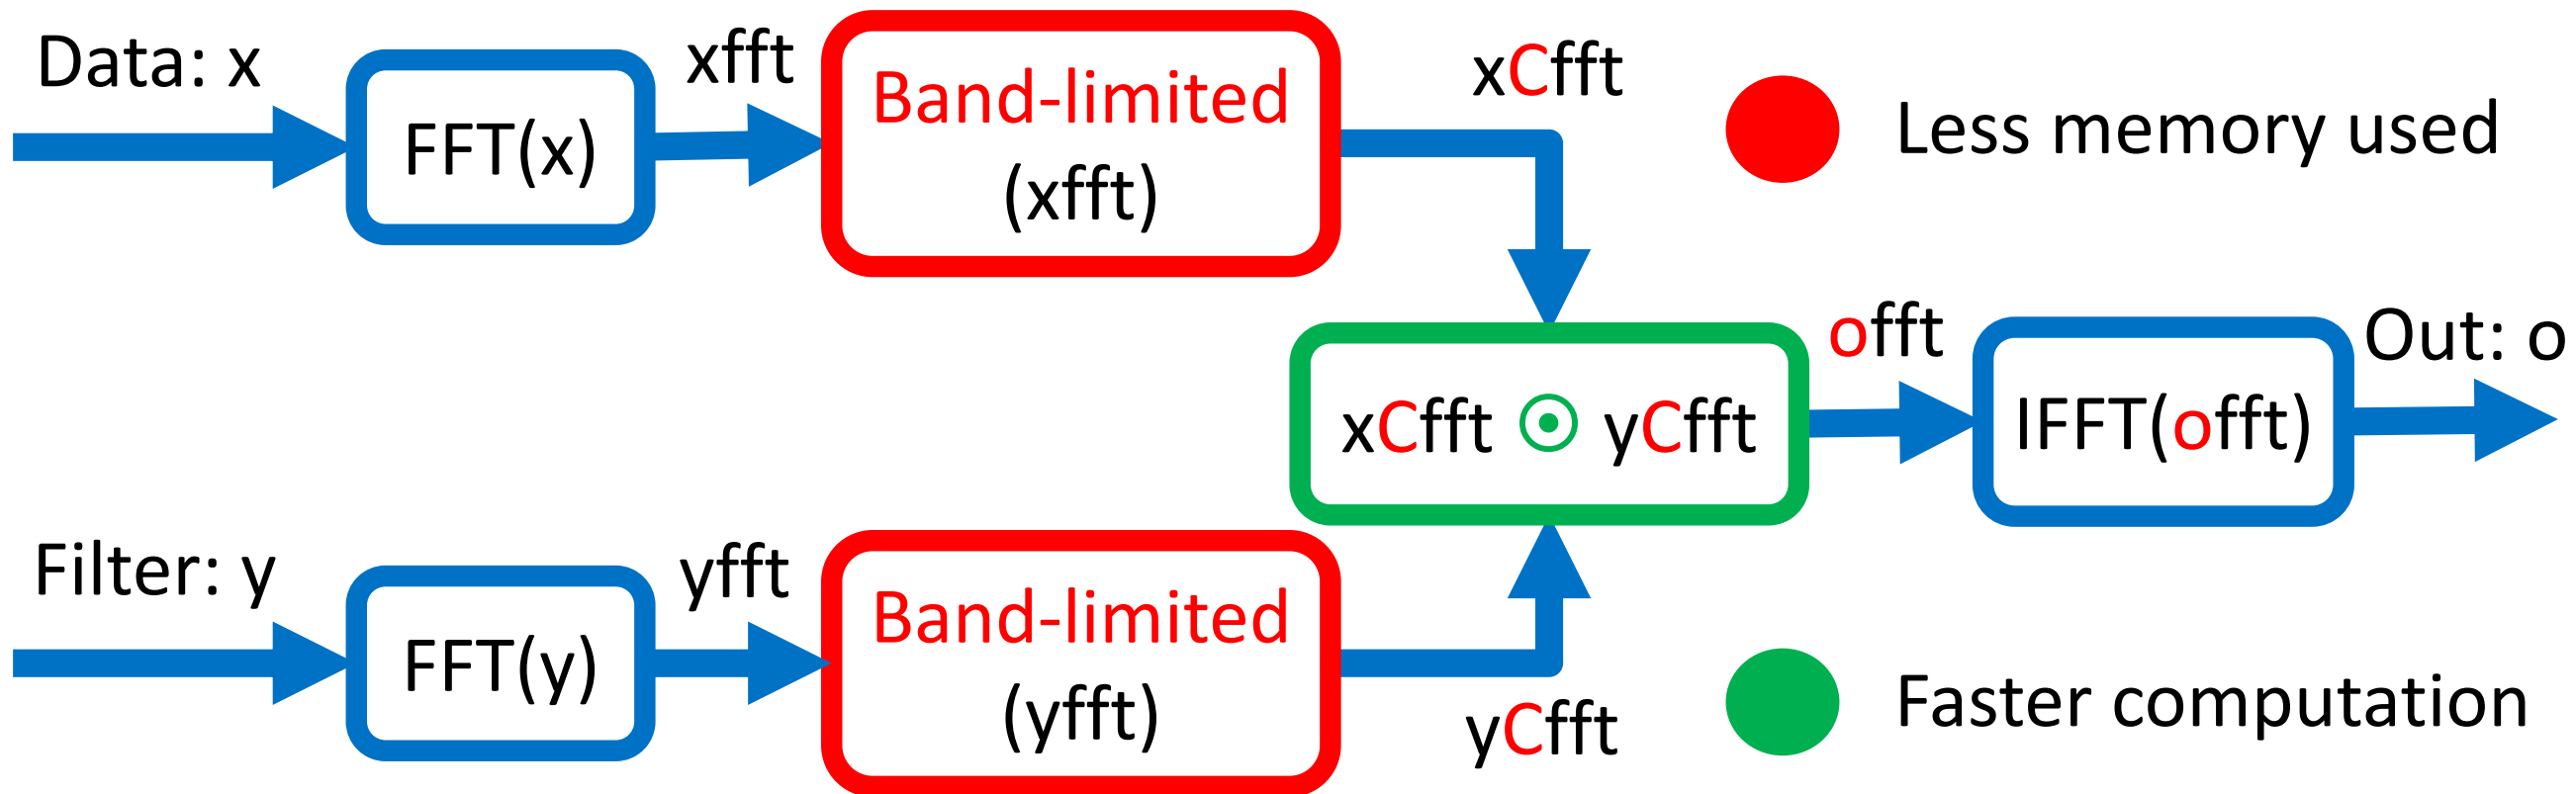 Data: x
FFT(x)
xfft
Band-limited
(xfft)
xCfft
Less memory used
xCfft ⊙ yCfft
offt
IFFT(offt)
Out: o
Filter: y
FFT(y)
yfft
Band-limited
(yfft)
yCfft
Faster computation